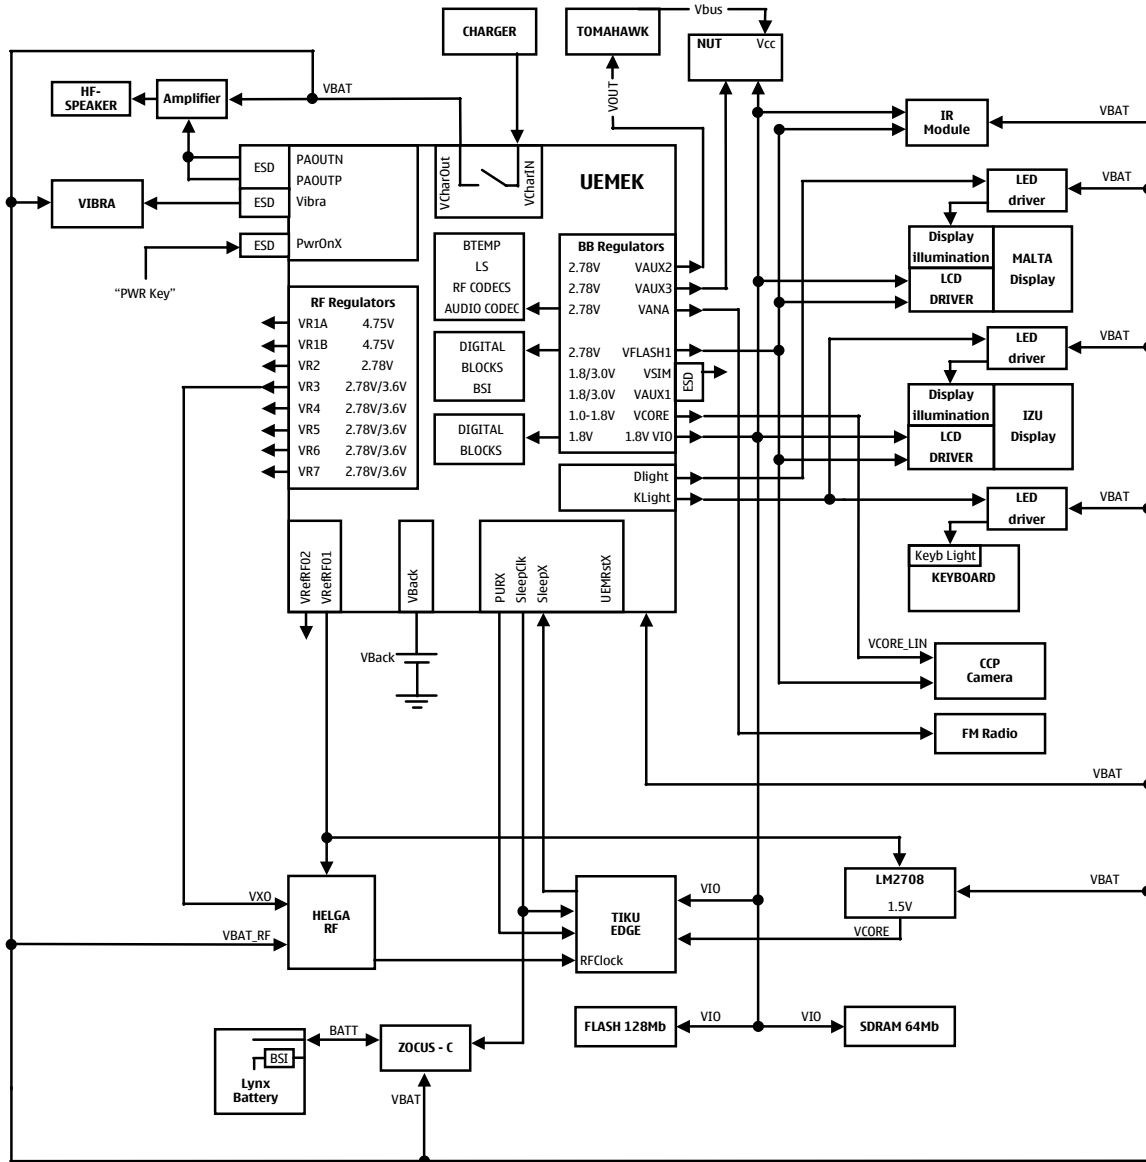 Vbus
CHARGER
TOMAHAWK
NUT Vcc
HF-
SPEAKER
Amplifier
VBAT
VOUT
IR
Module
VBAT
ESD
PAOUTN
PAOUTP
VCharOut
VCharIN
UEMEK
VIBRA
ESD
Vibra
LED
driver
VBAT
ESD
PwrOnX
"PWR Key"
BTEMP
LS
RF CODECS
AUDIO CODEC
BB Regulators
2.78V VAUX2
2.78V VAUX3
2.78V VANA
2.78V VFLASH1
1.8/3.0V VSIM
1.8/3.0V VAUX1
1.0-1.8V VCORE
1.8V 1.8V VIO
ESD
Display
illumination
LCD
DRIVER
MALTA
Display
RF Regulators
VR1A 4.75V
VR1B 4.75V
VR2 2.78V
VR3 2.78V/3.6V
VR4 2.78V/3.6V
VR5 2.78V/3.6V
VR6 2.78V/3.6V
VR7 2.78V/3.6V
DIGITAL
BLOCKS
BSI
DIGITAL
BLOCKS
LED
driver
VBAT
Display
illumination
LCD
DRIVER
IZU
Display
Dlight
KLight
LED
driver
VBAT
Keyb Light
KEYBOARD
VRefRF02
VRefRF01
VBack
PURX
SleepClk
SleepX
UEMRstX
VBack
VCORE_LIN
CCP
Camera
FM Radio
VBAT
HELGA
RF
VXO
VBAT_RF
TIKU
EDGE
RFClock
VIO
LM2708
1.5V
VBAT
VCORE
FLASH 128Mb
VIO
VIO
SDRAM 64Mb
BATT
BSI
Lynx
Battery
ZOCUS - C
VBAT